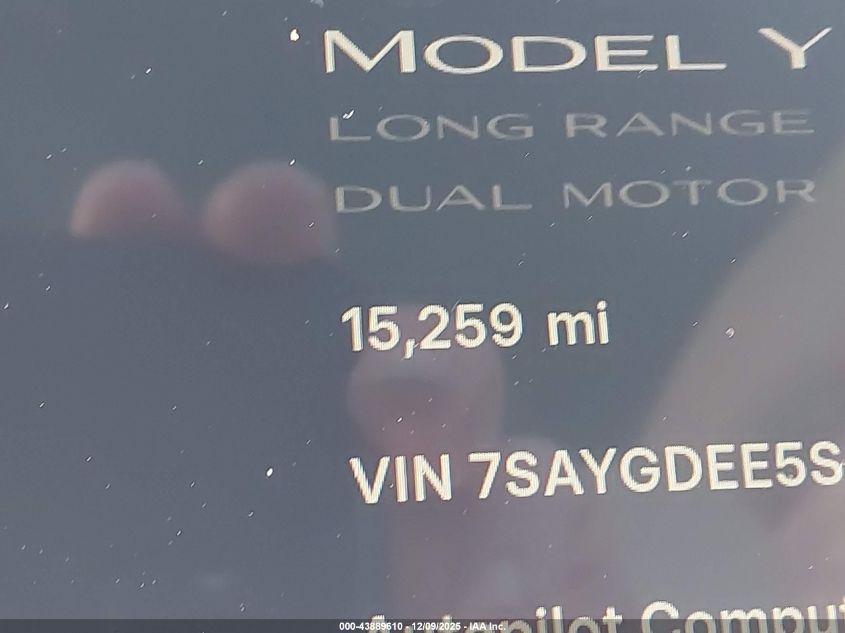 MODEL Y
LONG RANGE
DUAL MOTOR
15,259 mi
VIN 7SAYGDEE5S
000-43889610 - 12/09/2025 - IAA Inc.